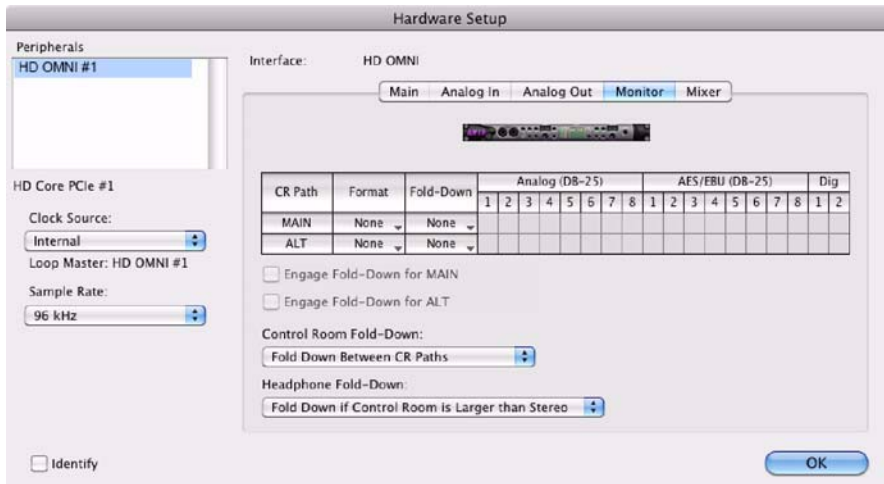 Hardware Setup
Peripherals
HD OMNI #1
HD Core PCIe #1
Clock Source:
Internal
Loop Master: HD OMNI #1
Sample Rate:
96 kHz
Identify
Interface: HD OMNI
Main Analog In Analog Out Monitor Mixer
CR Path Format Fold-Down Analog (DB-25) AES/EBU (DB-25) Dig
1 2 3 4 5 6 7 8 1 2 3 4 5 6 7 8 1 2
MAIN None None
ALT None None
Engage Fold-Down for MAIN
Engage Fold-Down for ALT
Control Room Fold-Down:
Fold Down Between CR Paths
Headphone Fold-Down:
Fold Down if Control Room is Larger than Stereo
OK